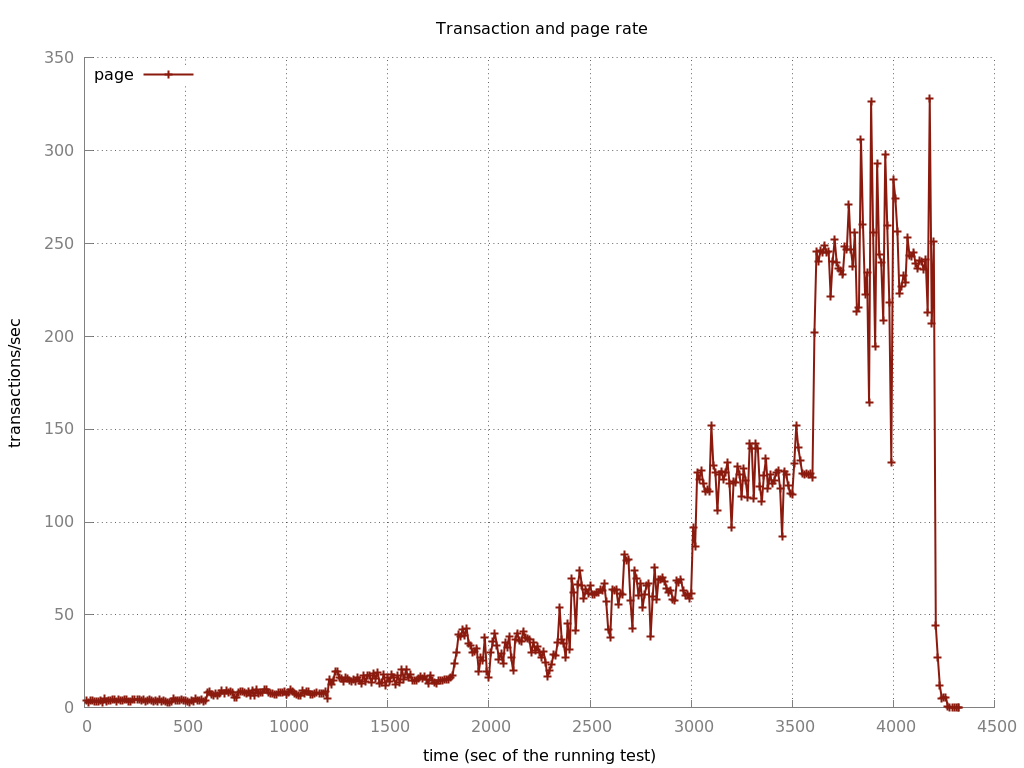 Transaction and page rate
350
page
300
250
200
150
100
50
0
transactions/sec
0 500 1000 1500 2000 2500 3000 3500 4000 4500
time (sec of the running test)